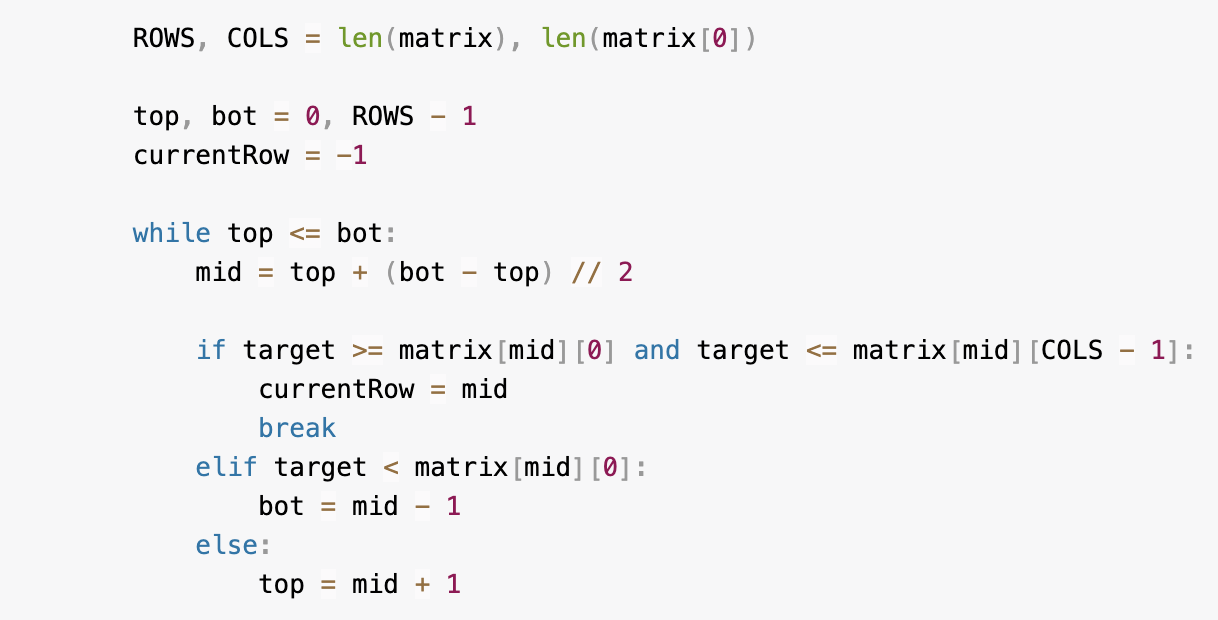 ROWS, COLS = len(matrix), len(matrix[0])
top, bot = 0, ROWS - 1
currentRow = -1
while top <= bot:
    mid = top + (bot - top) // 2
    if target >= matrix[mid][0] and target <= matrix[mid][COLS - 1]:
        currentRow = mid
        break
    elif target < matrix[mid][0]:
        bot = mid - 1
    else:
        top = mid + 1